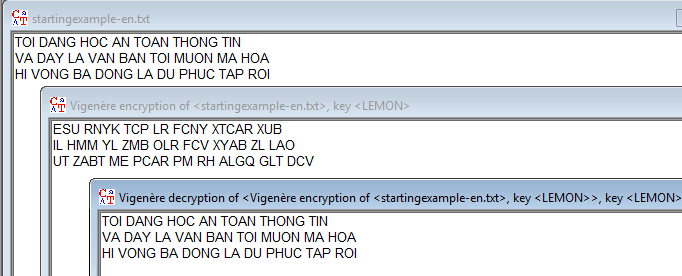 startingexample-en.txt
TOI DANG HOC AN TOAN THONG TIN
VA DAY LA VAN BAN TOI MUON MA HOA
HI VONG BA DONG LA DU PHUC TAP ROI
Vigenère encryption of <startingexample-en.txt>, key <LEMON>
ESU RNYK TCP LR FCNY XTCAR XUB
IL HMM YL ZMB OLR FCV XYAB ZL LAO
UT ZABT ME PCAR PM RH ALGQ GLT DCV
Vigenère decryption of <Vigenère encryption of <startingexample-en.txt>, key <LEMON>>, key <LEMON>
TOI DANG HOC AN TOAN THONG TIN
VA DAY LA VAN BAN TOI MUON MA HOA
HI VONG BA DONG LA DU PHUC TAP ROI